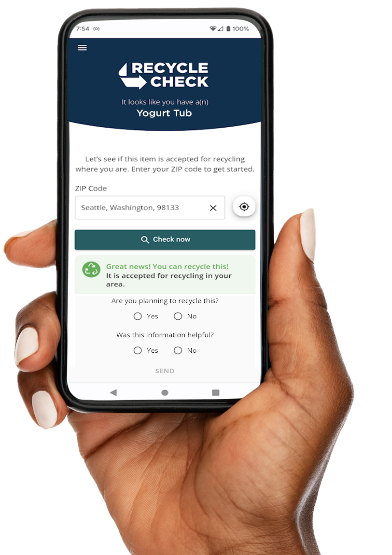 7:54
100%
RECYCLE
CHECK
It looks like you have a(n)
Yogurt Tub
Let's see if this item is accepted for recycling
where you are. Enter your ZIP code to get started.
ZIP Code
Seattle, Washington, 98133
Check now
Great news! You can recycle this!
It is accepted for recycling in your
area.
Are you planning to recycle this?
Yes No
Was this information helpful?
Yes No
SEND